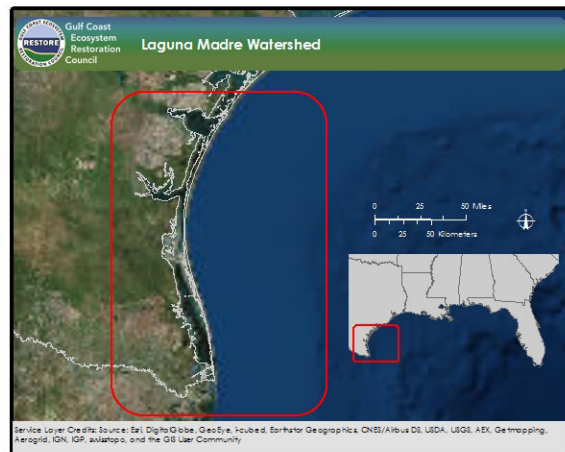 Gulf Coast
Ecosystem
Restoration
Council
RESTORE
Laguna Madre Watershed
0 25 50 Miles
0 25 50 Kilometers
Service Layer Credits: Source: Esri, DigitalGlobe, GeoEye, i-cubed, Earthstar Geographics, CNES/Airbus DS, USDA, USGS, AEX, Getmapping,
Aerogrid, IGN, IGP, swisstopo, and the GIS User Community